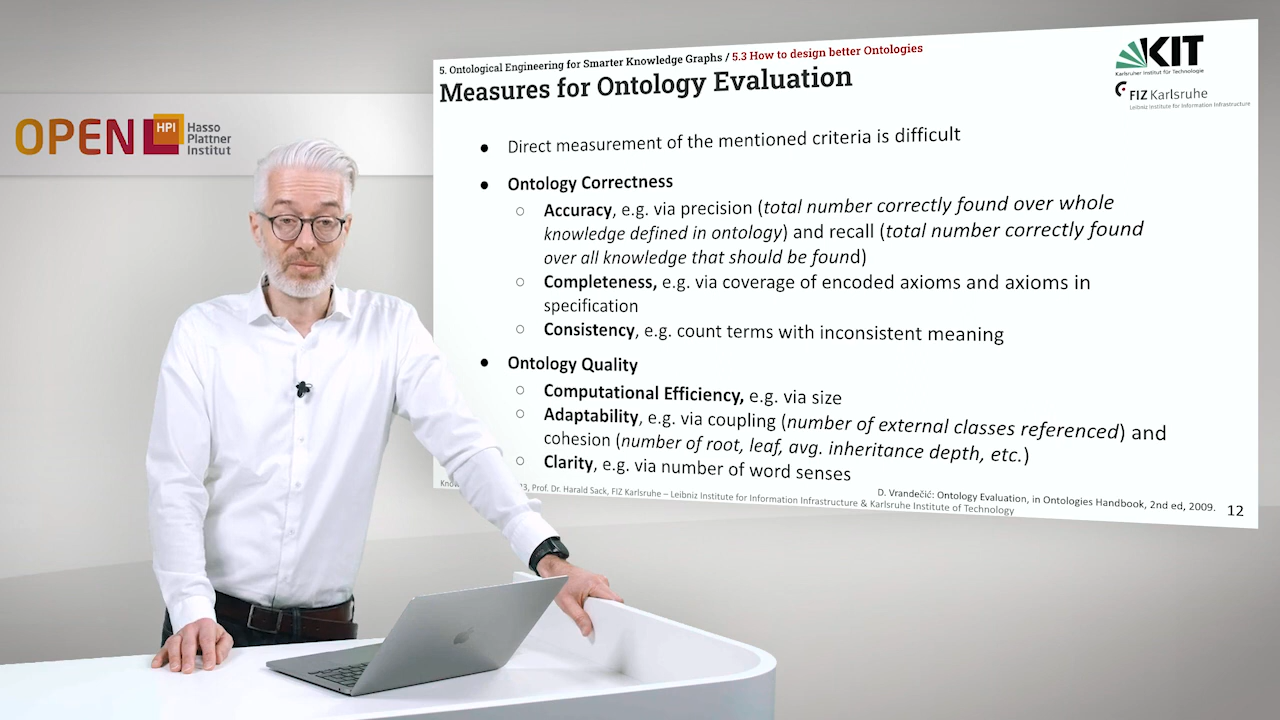 5. Ontological Engineering for Smarter Knowledge Graphs / 5.3 How to design better Ontologies
Measures for Ontology Evaluation
KIT
Karlsruher Institut für Technologie
FIZ Karlsruhe
Leibniz Institute for Information Infrastructure
OPEN HPI Hasso
Plattner
Institut
● Direct measurement of the mentioned criteria is difficult
● Ontology Correctness
○ Accuracy, e.g. via precision (total number correctly found over whole
knowledge defined in ontology) and recall (total number correctly found
over all knowledge that should be found)
○ Completeness, e.g. via coverage of encoded axioms and axioms in
specification
○ Consistency, e.g. count terms with inconsistent meaning
● Ontology Quality
○ Computational Efficiency, e.g. via size
○ Adaptability, e.g. via coupling (number of external classes referenced) and
cohesion (number of root, leaf, avg. inheritance depth, etc.)
○ Clarity, e.g. via number of word senses
D. Vrandečić: Ontology Evaluation, in Ontologies Handbook, 2nd ed, 2009.
23, Prof. Dr. Harald Sack, FIZ Karlsruhe – Leibniz Institute for Information Infrastructure & Karlsruhe Institute of Technology
12